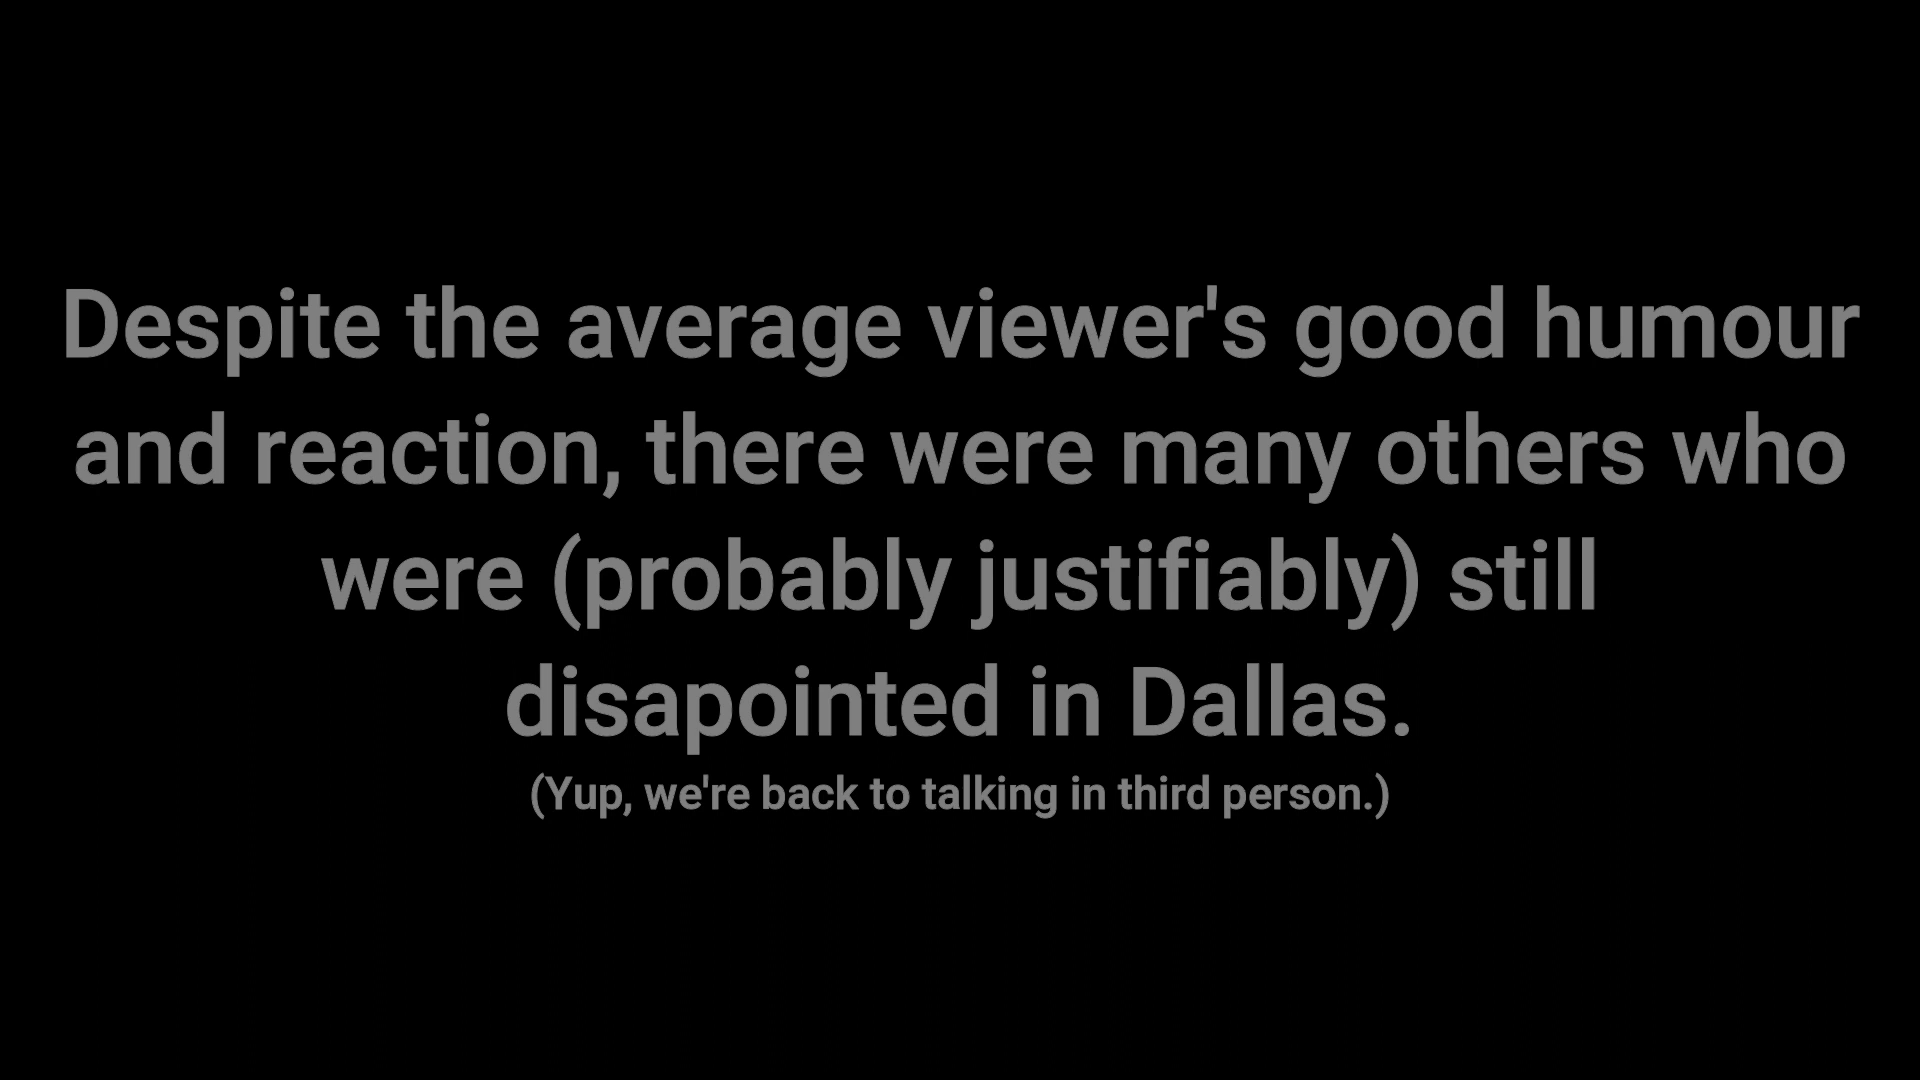 Despite the average viewer's good humour
and reaction, there were many others who
were (probably justifiably) still
disapointed in Dallas.
(Yup, we're back to talking in third person.)